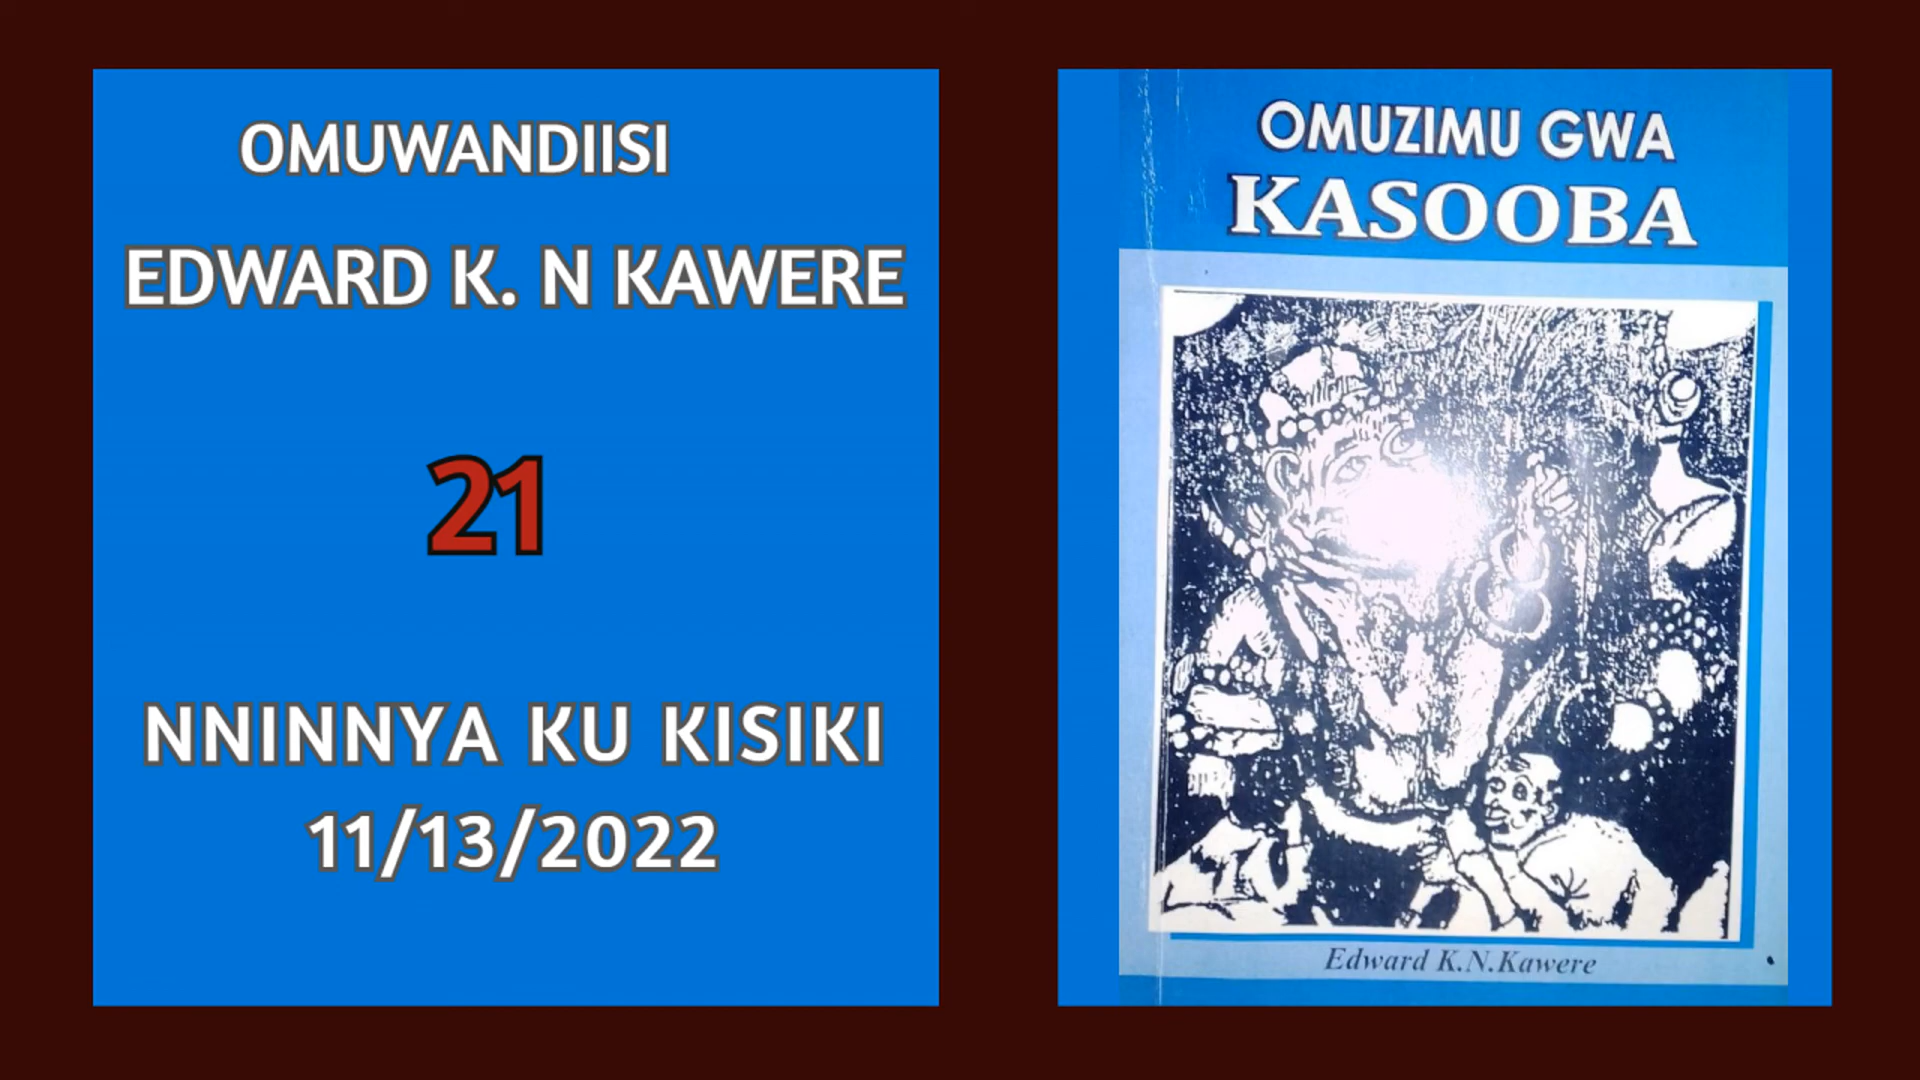 OMUWANDIISI
EDWARD K. N KAWERE
21
NNINNYA KU KISIKI
11/13/2022
OMUZIMU GWA
KASOOBA
Edward K.N.Kawere